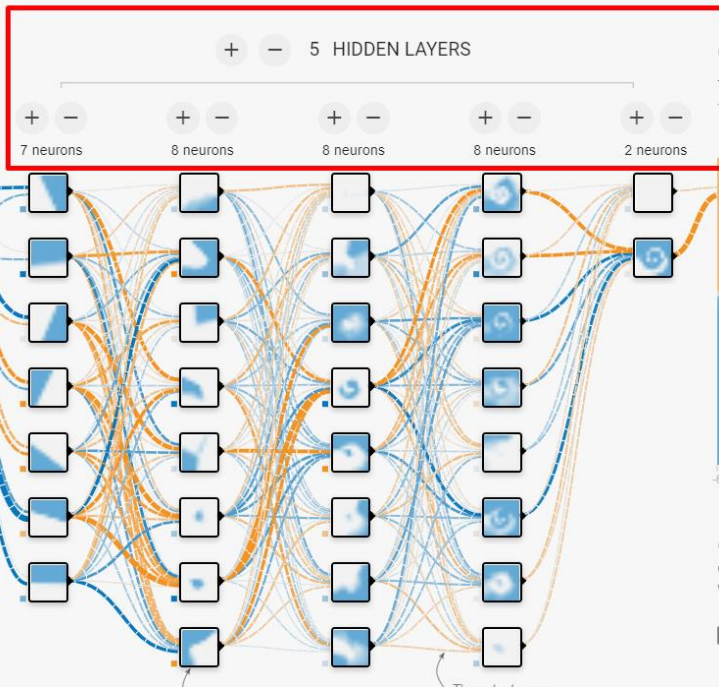 + − 5 HIDDEN LAYERS
+ − + − + − + − + −
7 neurons 8 neurons 8 neurons 8 neurons 2 neurons